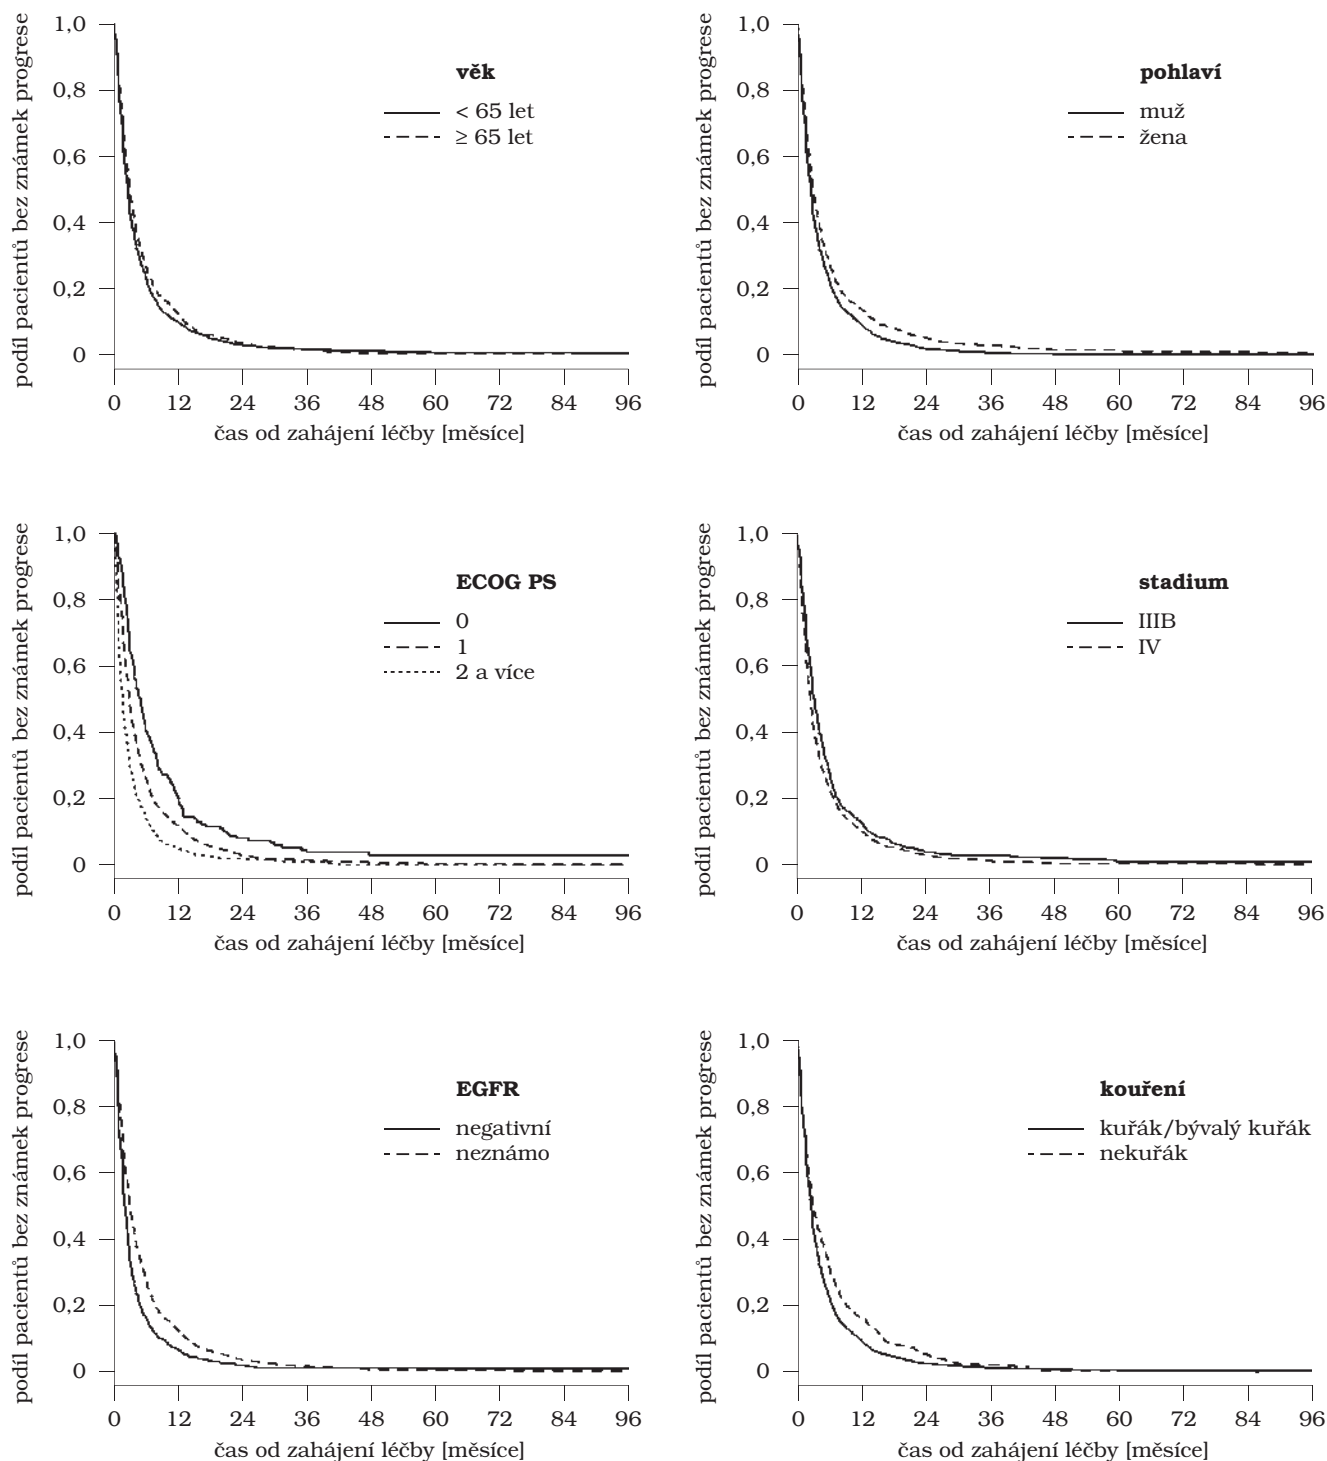 podíl pacientů bez známek progrese
1,0
0,8
0,6
0,4
0,2
0
věk
< 65 let
≥ 65 let
0 12 24 36 48 60 72 84 96
čas od zahájení léčby [měsíce]
podíl pacientů bez známek progrese
1,0
0,8
0,6
0,4
0,2
0
pohlaví
muž
žena
0 12 24 36 48 60 72 84 96
čas od zahájení léčby [měsíce]
podíl pacientů bez známek progrese
1,0
0,8
0,6
0,4
0,2
0
ECOG PS
0
1
2 a více
0 12 24 36 48 60 72 84 96
čas od zahájení léčby [měsíce]
podíl pacientů bez známek progrese
1,0
0,8
0,6
0,4
0,2
0
stadium
IIIB
IV
0 12 24 36 48 60 72 84 96
čas od zahájení léčby [měsíce]
podíl pacientů bez známek progrese
1,0
0,8
0,6
0,4
0,2
0
EGFR
negativní
neznámo
0 12 24 36 48 60 72 84 96
čas od zahájení léčby [měsíce]
podíl pacientů bez známek progrese
1,0
0,8
0,6
0,4
0,2
0
kouření
kuřák/bývalý kuřák
nekuřák
0 12 24 36 48 60 72 84 96
čas od zahájení léčby [měsíce]